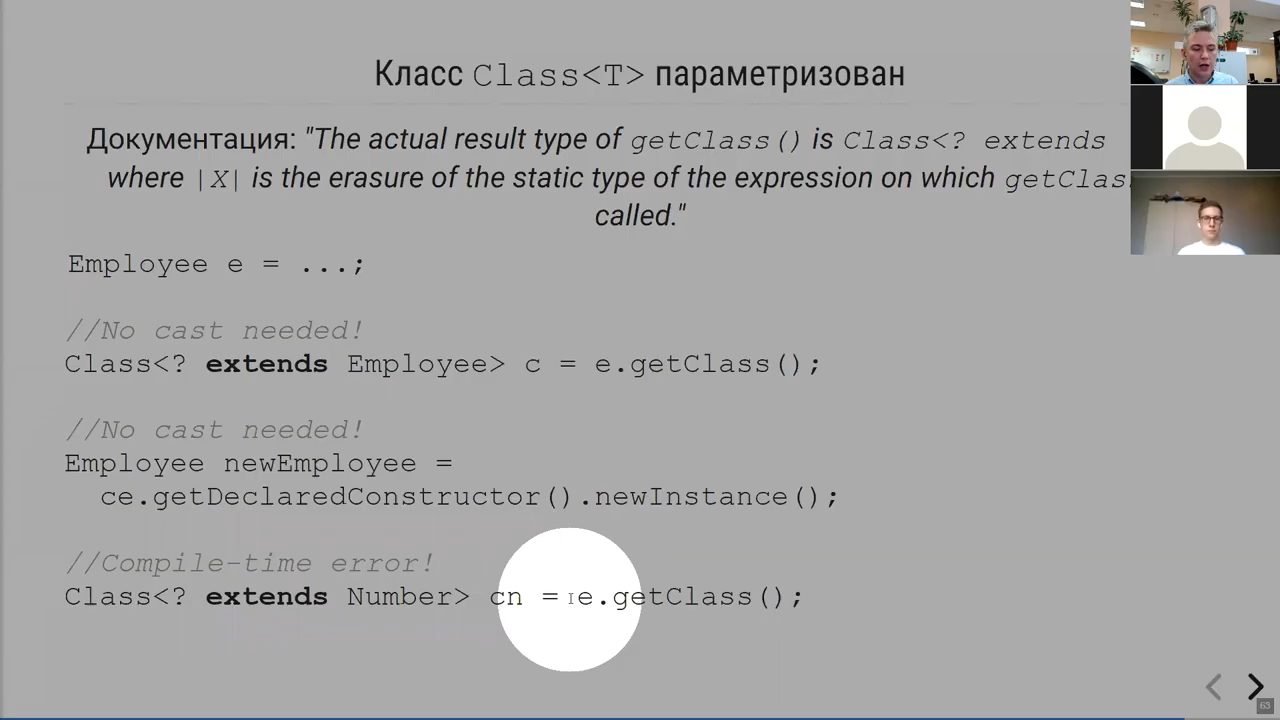 Класс Class<T> параметризован
Документация: "The actual result type of getClass() is Class<? extends
where |X| is the erasure of the static type of the expression on which getClas
called."
Employee e = ...;
//No cast needed!
Class<? extends Employee> c = e.getClass();
//No cast needed!
Employee newEmployee =
ce.getDeclaredConstructor().newInstance();
//Compile-time error!
Class<? extends Number> cn = e.getClass();
63